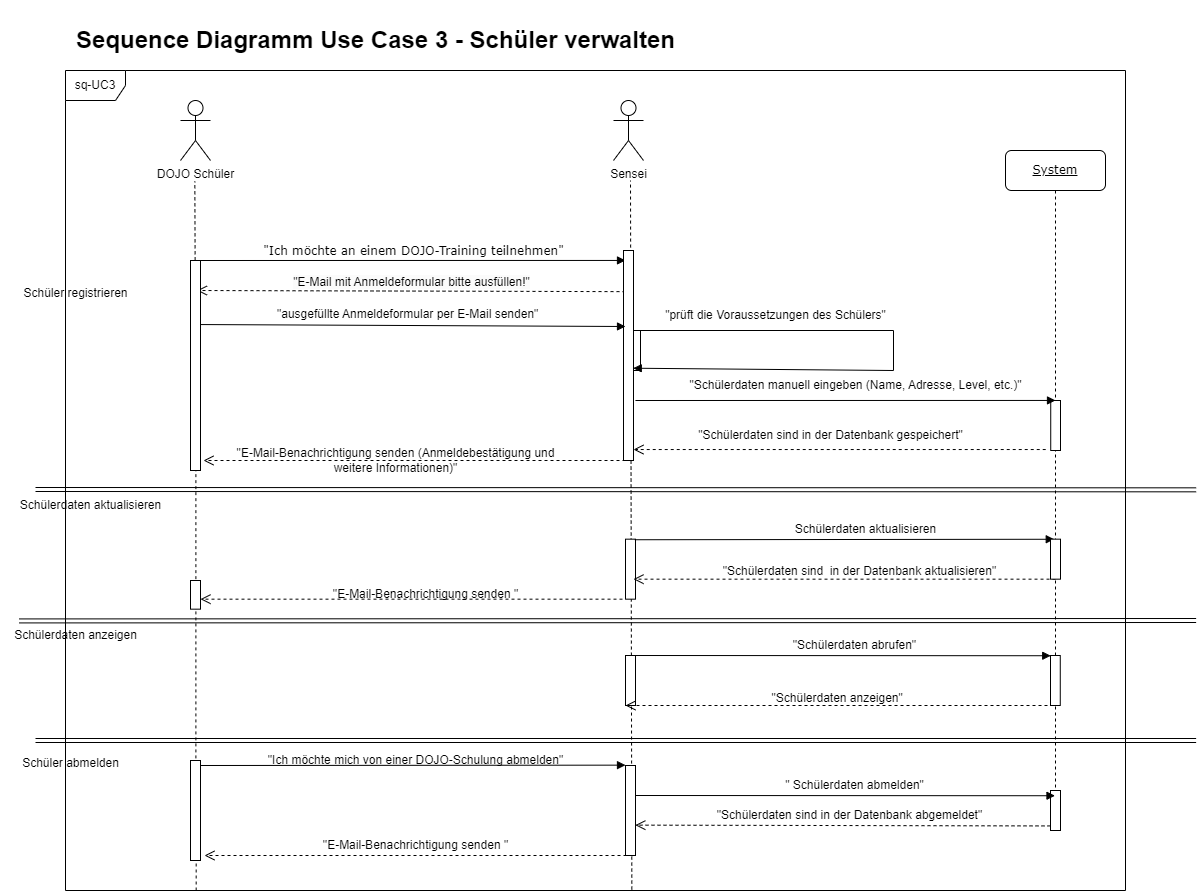 Sequence Diagramm Use Case 3 - Schüler verwalten
sq-UC3
DOJO Schüler
Sensei
System
"Ich möchte an einem DOJO-Training teilnehmen"
Schüler registrieren
"E-Mail mit Anmeldeformular bitte ausfüllen!"
"ausgefüllte Anmeldeformular per E-Mail senden"
"prüft die Voraussetzungen des Schülers"
"Schülerdaten manuell eingeben (Name, Adresse, Level, etc.)"
"Schülerdaten sind in der Datenbank gespeichert"
"E-Mail-Benachrichtigung senden (Anmeldebestätigung und
weitere Informationen)"
Schülerdaten aktualisieren
Schülerdaten aktualisieren
"Schülerdaten sind  in der Datenbank aktualisieren"
"E-Mail-Benachrichtigung senden "
Schülerdaten anzeigen
"Schülerdaten abrufen"
"Schülerdaten anzeigen"
Schüler abmelden
"Ich möchte mich von einer DOJO-Schulung abmelden"
" Schülerdaten abmelden"
"Schülerdaten sind in der Datenbank abgemeldet"
"E-Mail-Benachrichtigung senden "